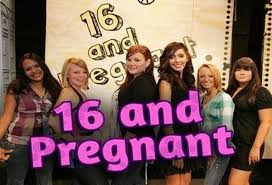 16
and
pregnant
16 and
Pregnant